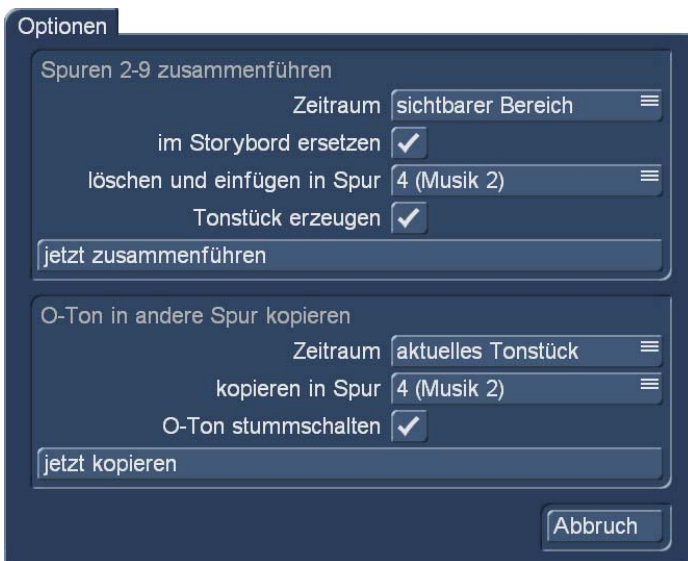 Optionen
Spuren 2-9 zusammenführen
Zeitraum sichtbarer Bereich
im Storybord ersetzen
löschen und einfügen in Spur 4 (Musik 2)
Tonstück erzeugen
jetzt zusammenführen
O-Ton in andere Spur kopieren
Zeitraum aktuelles Tonstück
kopieren in Spur 4 (Musik 2)
O-Ton stummschalten
jetzt kopieren
Abbruch